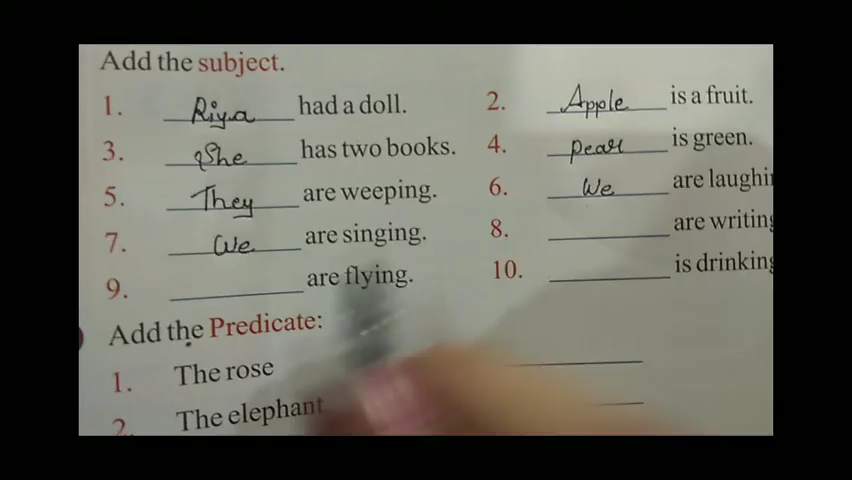 Add the subject.
1. Riya had a doll. 2. Apple is a fruit.
3. She has two books. 4. pear is green.
5. They are weeping. 6. We are laughi
7. We are singing. 8. are writing
9. are flying. 10. is drinking
Add the Predicate:
1. The rose
2. The elephant